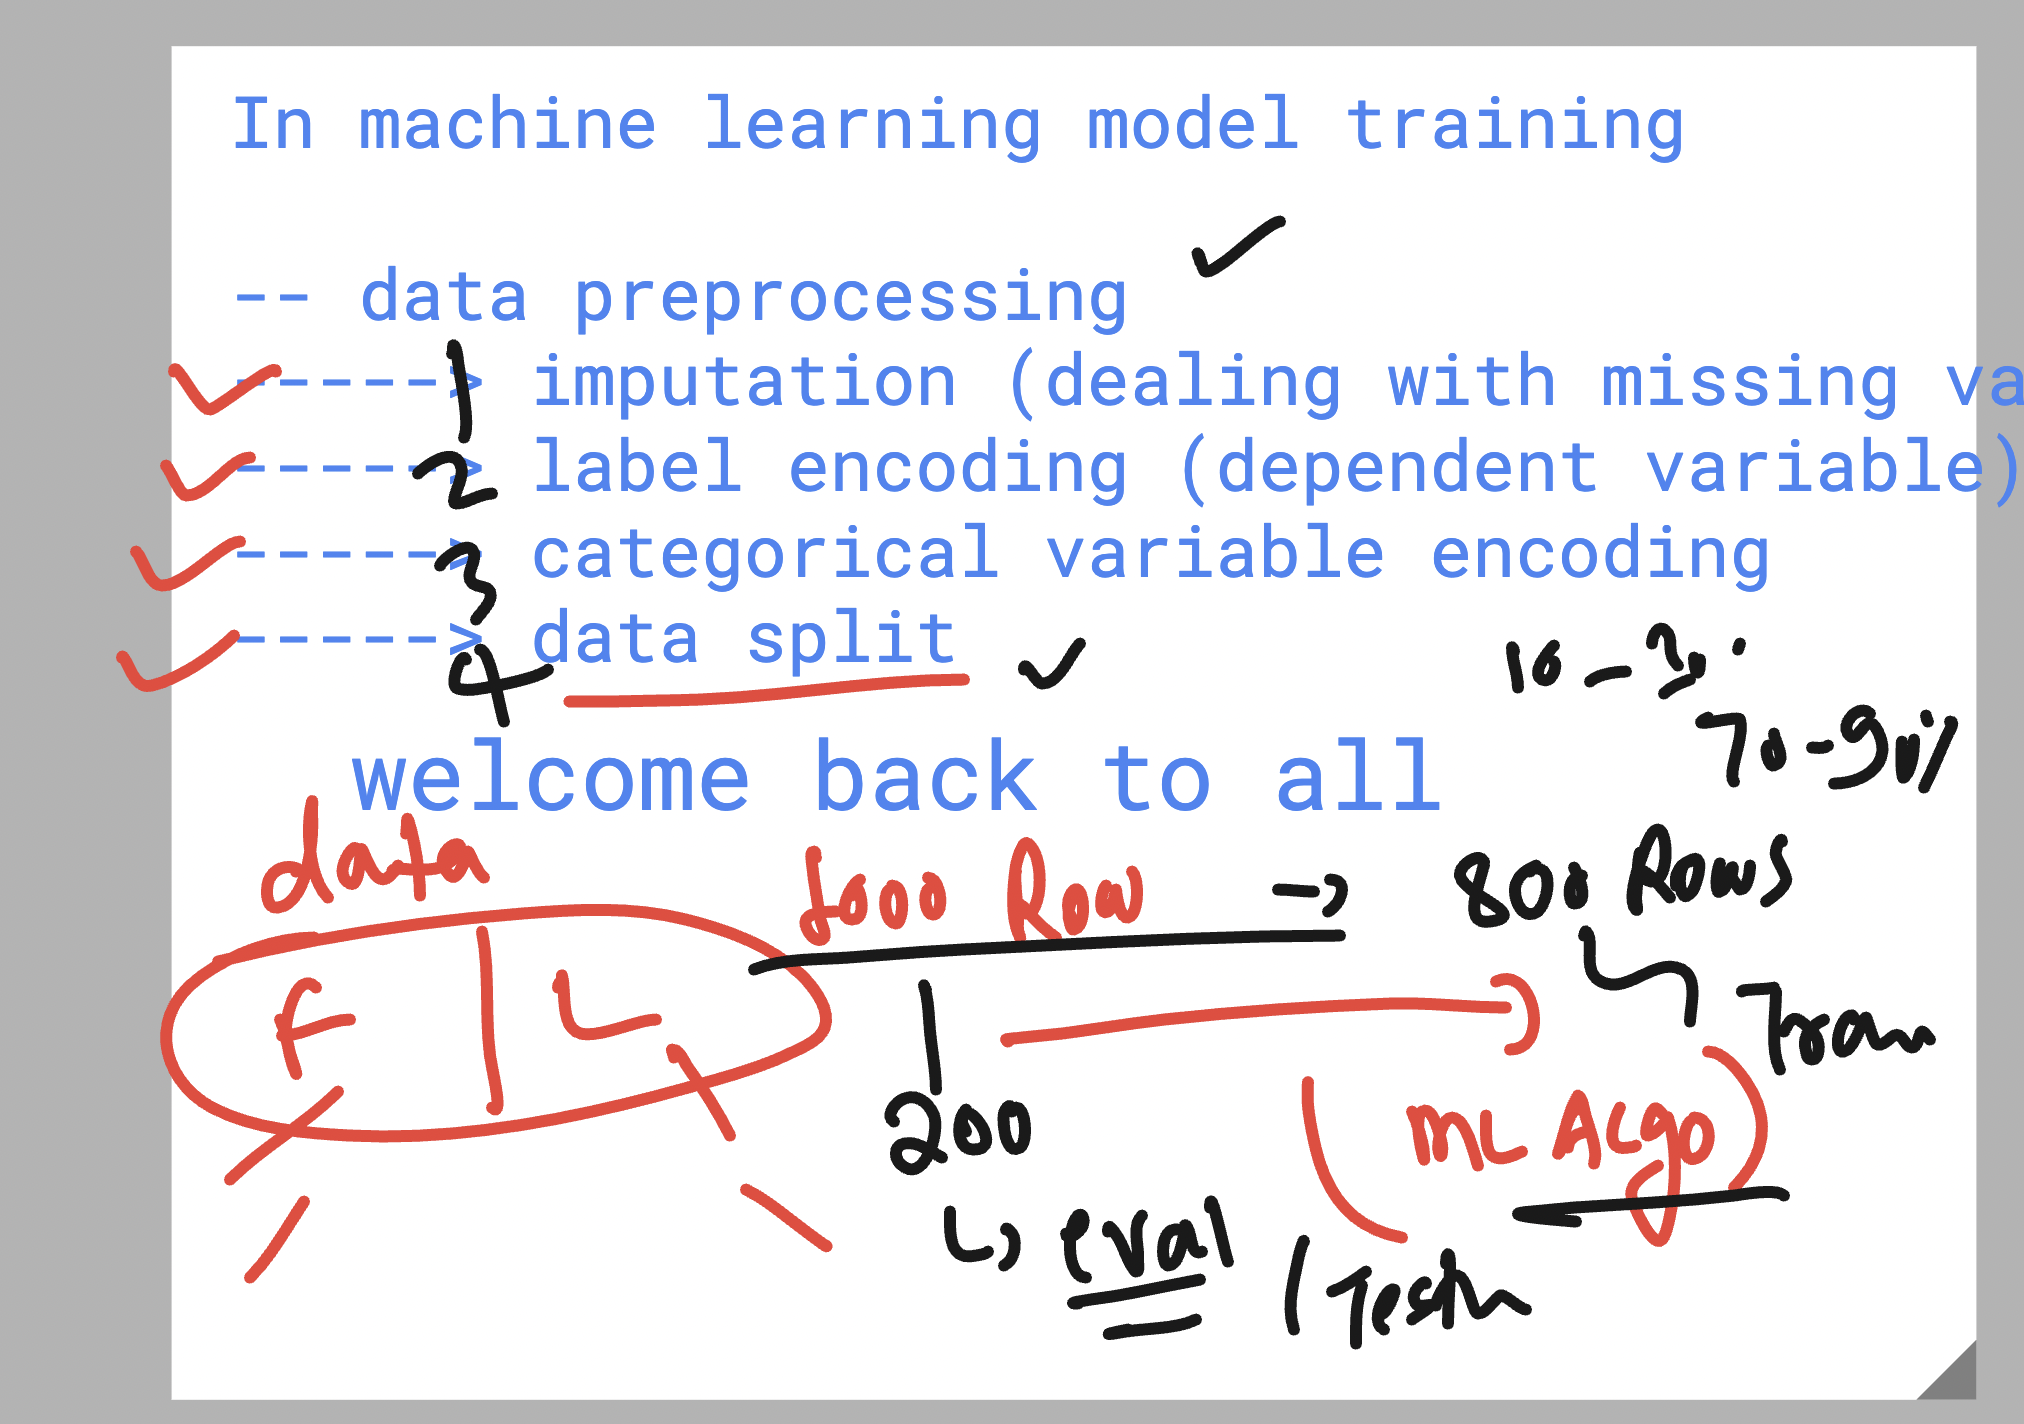 In machine learning model training
-- data preprocessing
-----> imputation (dealing with missing va
1
-----> label encoding (dependent variable)
2
-----> categorical variable encoding
3
-----> data split
4
10 - 30
70-90%
welcome back to all
data
1000 Row -> 800 Rows
F L
Train
200
ML Algo
eval / Testin